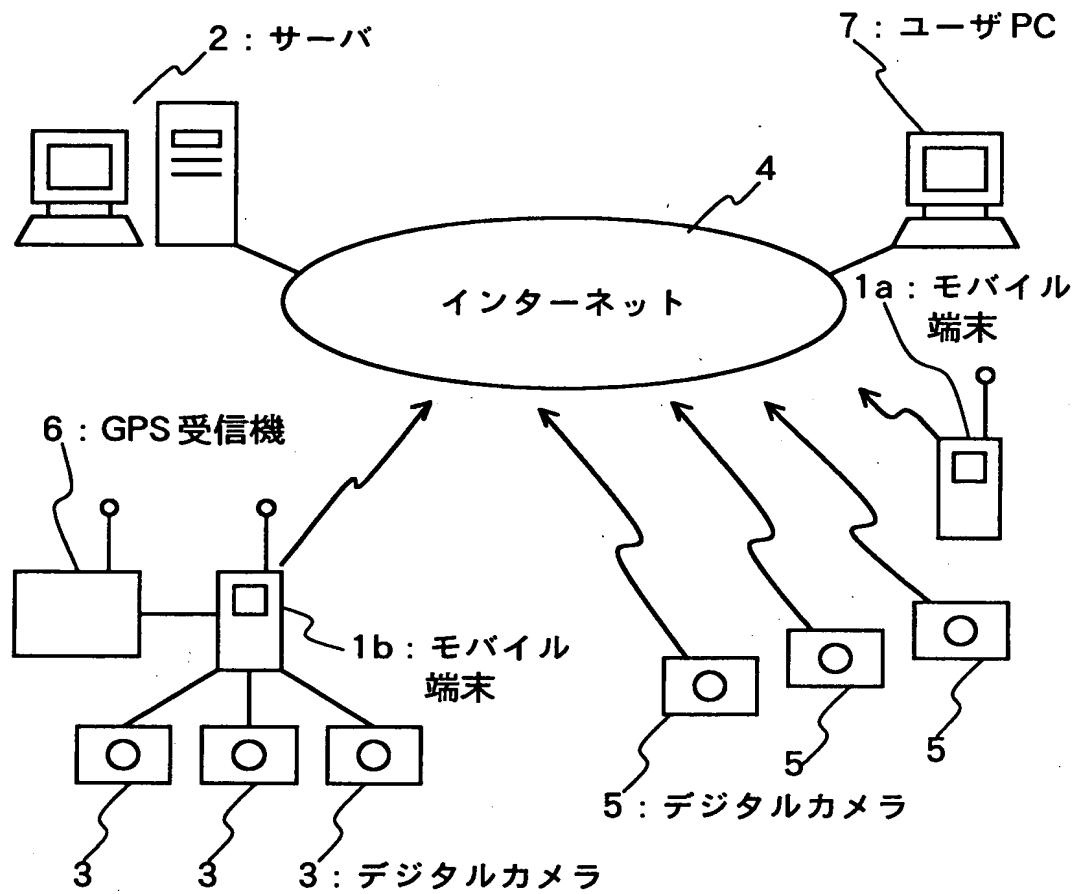 2：サーバ
7：ユーザPC
4
インターネット
1a：モバイル
端末
6：GPS受信機
1b：モバイル
端末
5
5
5：デジタルカメラ
3
3
3：デジタルカメラ